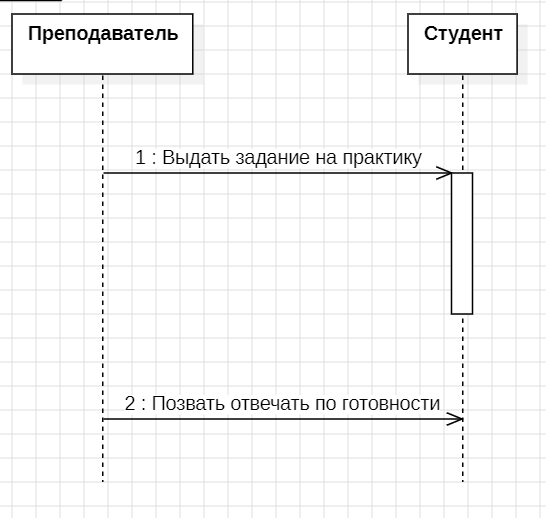 Преподаватель
Студент
1 : Выдать задание на практику
2 : Позвать отвечать по готовности